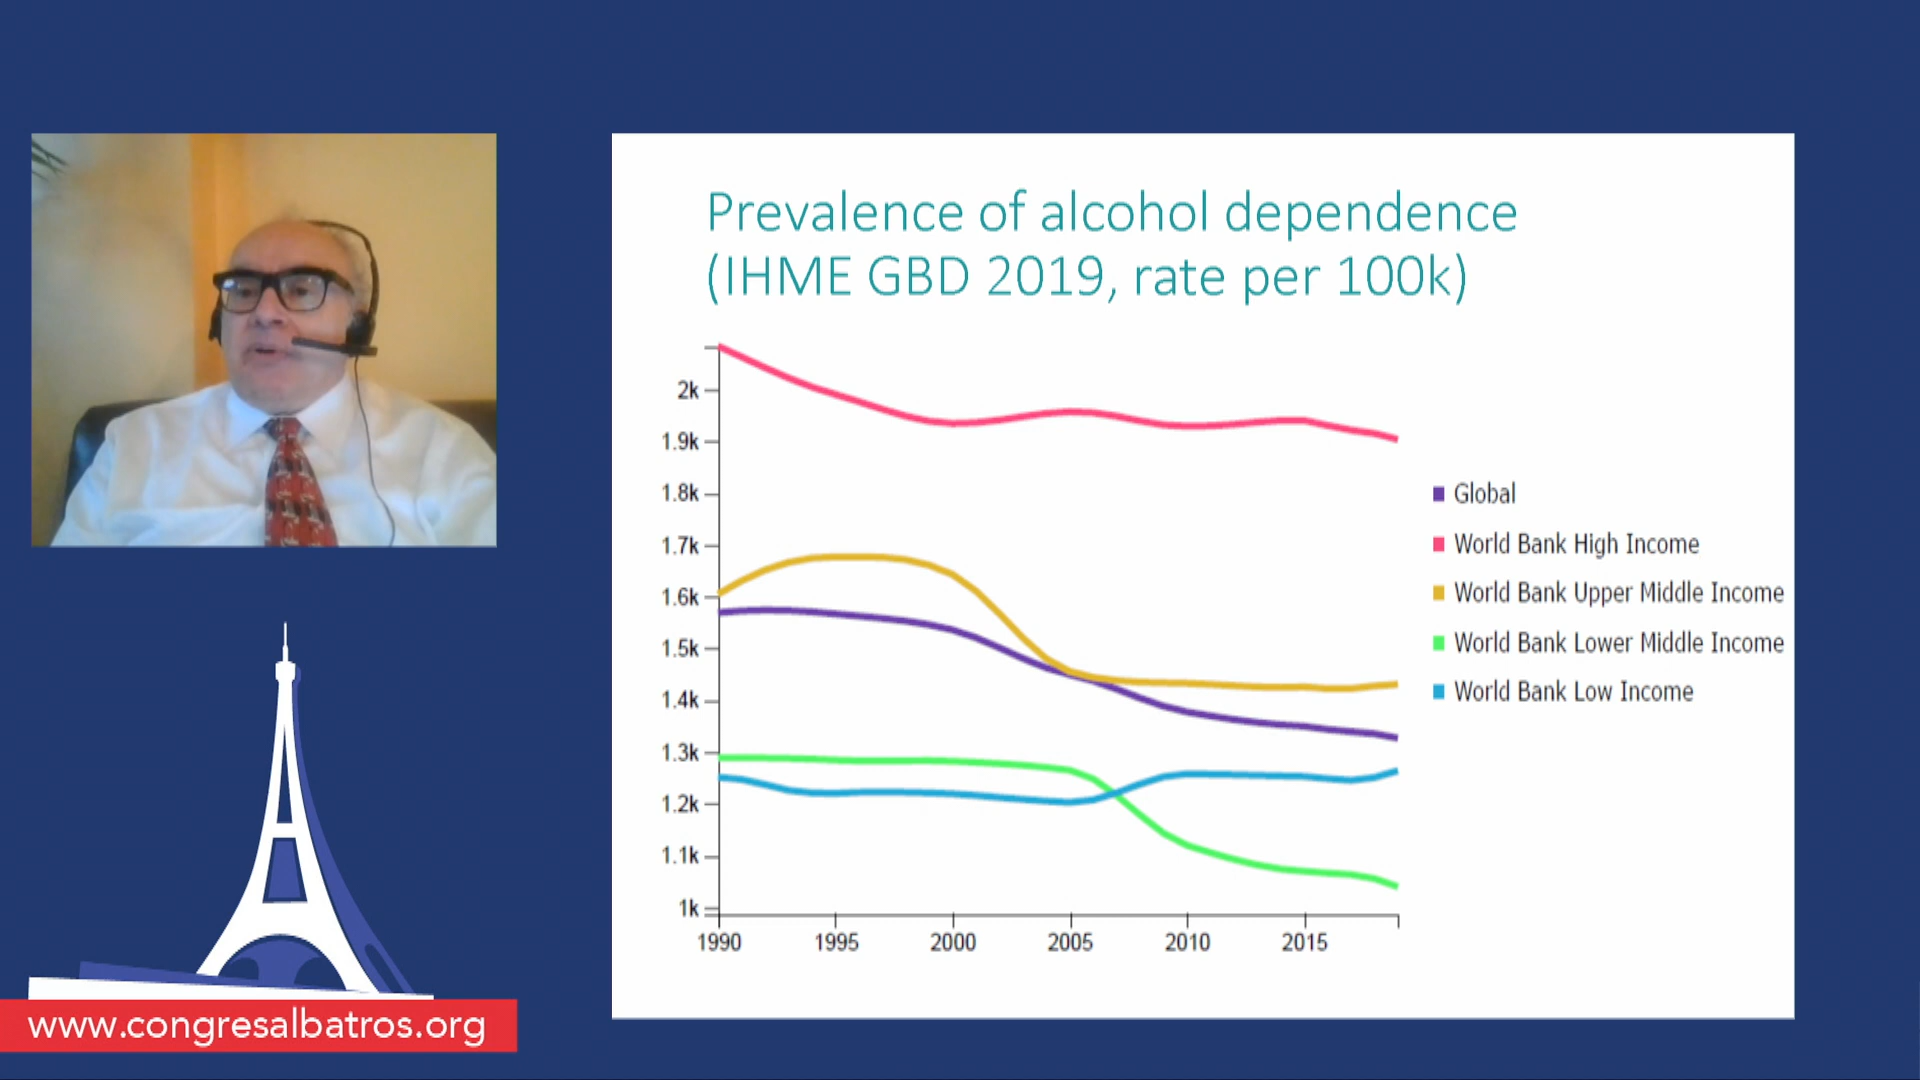 Prevalence of alcohol dependence
(IHME GBD 2019, rate per 100k)
2k
1.9k
1.8k
1.7k
1.6k
1.5k
1.4k
1.3k
1.2k
1.1k
1k
1990 1995 2000 2005 2010 2015
Global
World Bank High Income
World Bank Upper Middle Income
World Bank Lower Middle Income
World Bank Low Income
www.congresalbatros.org